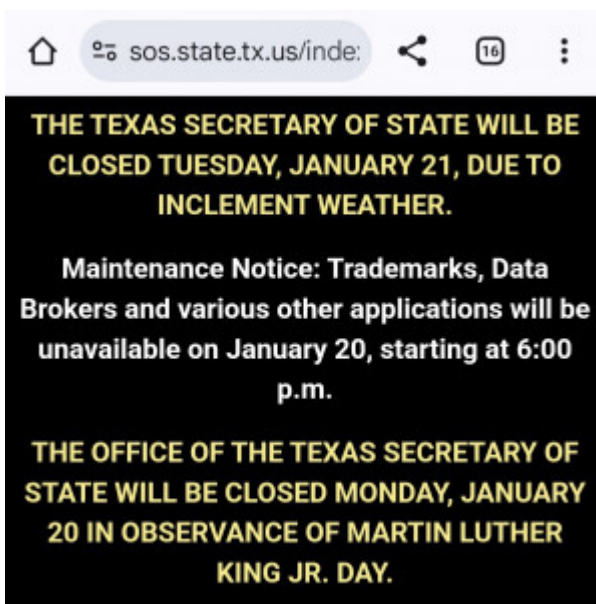 sos.state.tx.us/inde:
16
THE TEXAS SECRETARY OF STATE WILL BE
CLOSED TUESDAY, JANUARY 21, DUE TO
INCLEMENT WEATHER.
Maintenance Notice: Trademarks, Data
Brokers and various other applications will be
unavailable on January 20, starting at 6:00
p.m.
THE OFFICE OF THE TEXAS SECRETARY OF
STATE WILL BE CLOSED MONDAY, JANUARY
20 IN OBSERVANCE OF MARTIN LUTHER
KING JR. DAY.